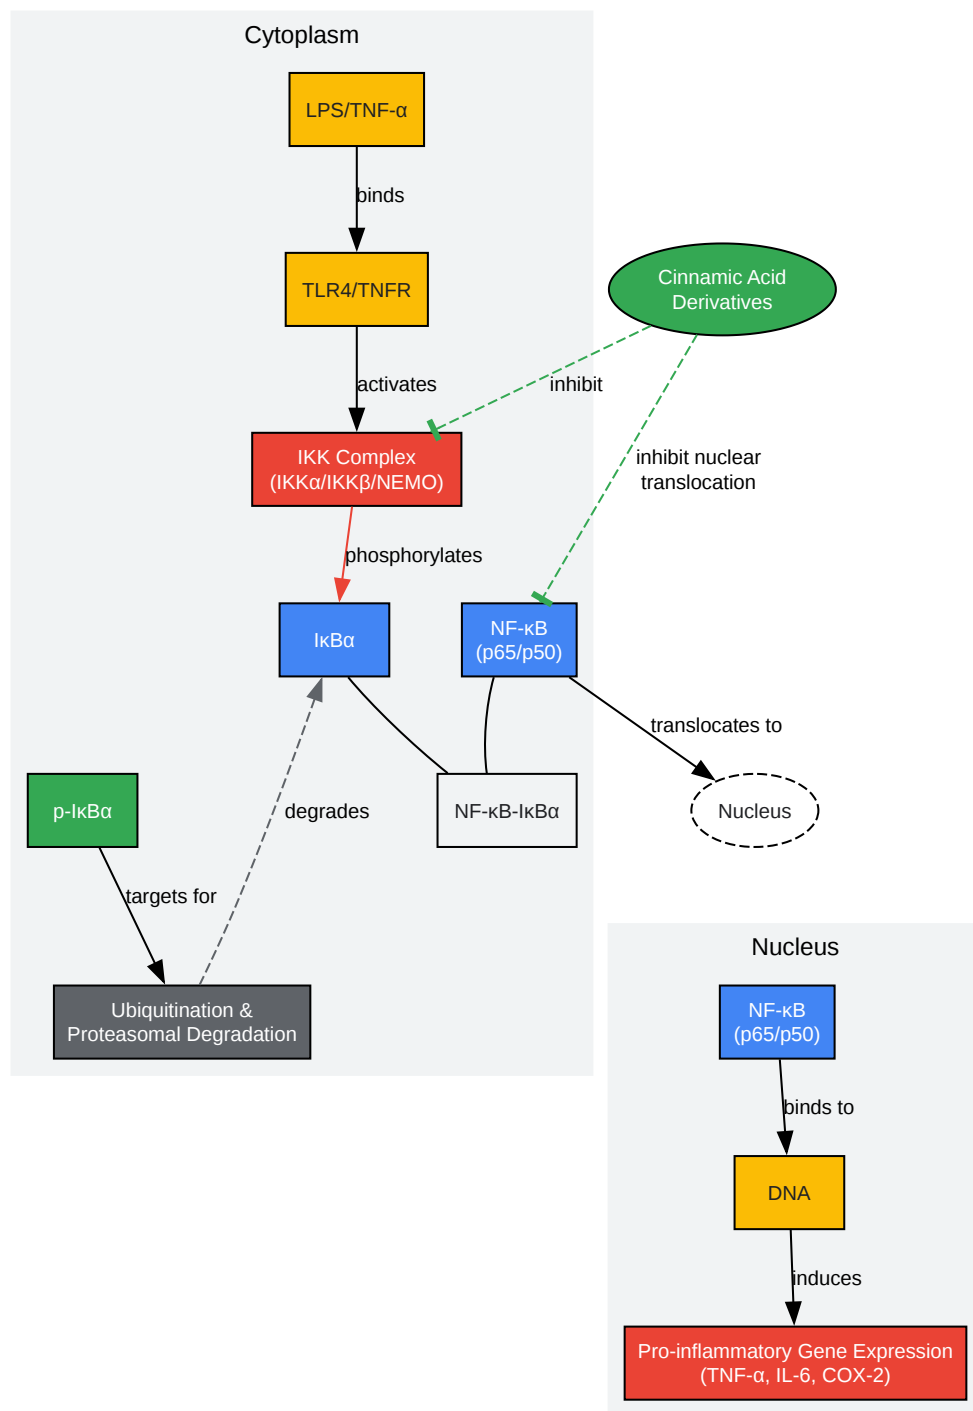 Cytoplasm
LPS/TNF-α
binds
TLR4/TNFR
Cinnamic Acid
Derivatives
activates
inhibit
IKK Complex
(IKKα/IKKβ/NEMO)
inhibit nuclear
translocation
phosphorylates
IκBα
NF-κB
(p65/p50)
translocates to
p-IκBα
degrades
NF-κB-IκBα
Nucleus
targets for
Ubiquitination &
Proteasomal Degradation
Nucleus
NF-κB
(p65/p50)
binds to
DNA
induces
Pro-inflammatory Gene Expression
(TNF-α, IL-6, COX-2)